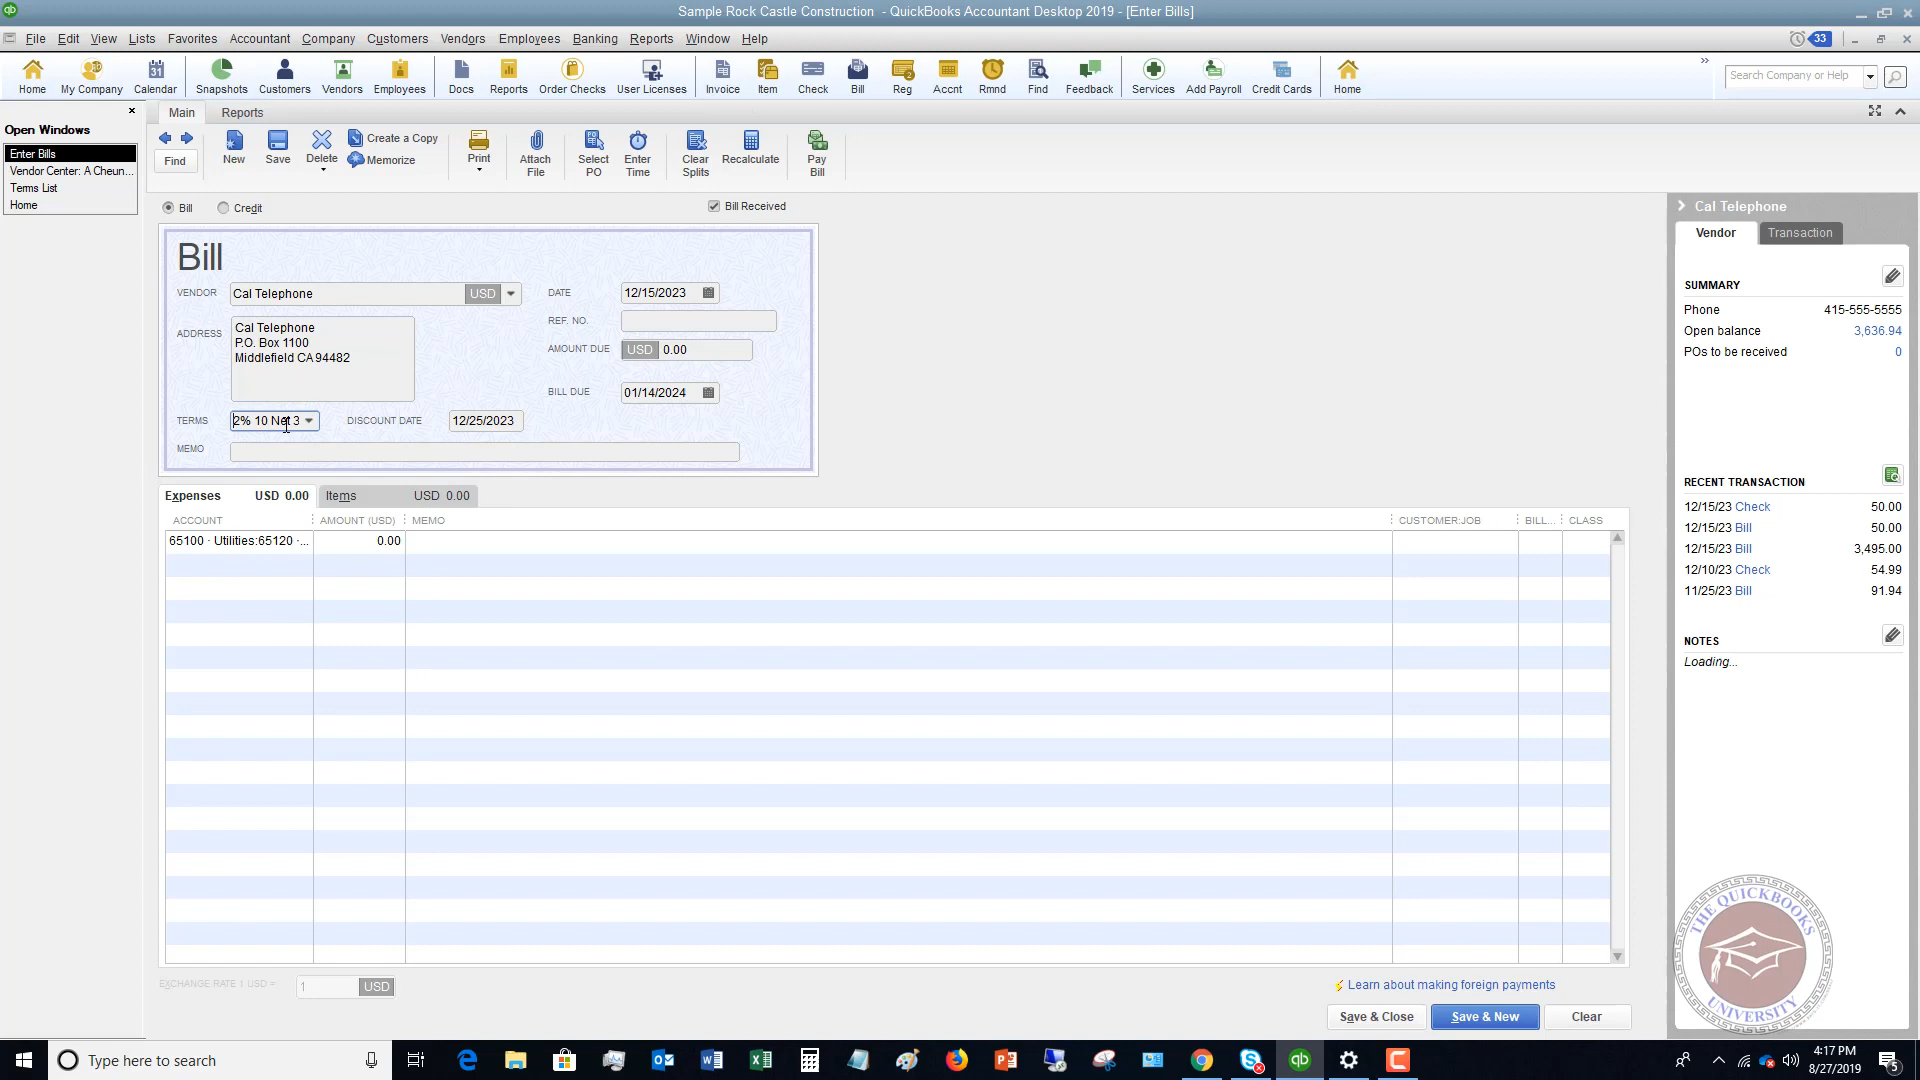 Sample Rock Castle Construction - QuickBooks Accountant Desktop 2019 - [Enter Bills]
File Edit View Lists Favorites Accountant Company Customers Vendors Employees Banking Reports Window Help
33
Home My Company Calendar Snapshots Customers Vendors Employees Docs Reports Order Checks User Licenses Invoice Item Check Bill Reg Accnt Rmnd Find Feedback Services Add Payroll Credit Cards Home
Search Company or Help
Open Windows
Enter Bills
Vendor Center: A Cheun...
Terms List
Home
Main Reports
Find
New
Save
Delete
Create a Copy
Memorize
Print
Attach File
Select PO
Enter Time
Clear Splits
Recalculate
Pay Bill
Bill Credit
Bill Received
Bill
VENDOR Cal Telephone USD
DATE 12/15/2023
ADDRESS
Cal Telephone
P.O. Box 1100
Middlefield CA 94482
REF. NO.
AMOUNT DUE USD 0.00
BILL DUE 01/14/2024
TERMS 2% 10 Net 3 DISCOUNT DATE 12/25/2023
MEMO
Expenses USD 0.00 Items USD 0.00
ACCOUNT AMOUNT (USD) MEMO CUSTOMER:JOB BILL... CLASS
65100 · Utilities:65120 ·... 0.00
EXCHANGE RATE 1 USD = 1 USD
Learn about making foreign payments
Save & Close Save & New Clear
Cal Telephone
Vendor Transaction
SUMMARY
Phone 415-555-5555
Open balance 3,636.94
POs to be received 0
RECENT TRANSACTION
12/15/23 Check 50.00
12/15/23 Bill 50.00
12/15/23 Bill 3,495.00
12/10/23 Check 54.99
11/25/23 Bill 91.94
NOTES
Loading...
THE QUICKBOOKS UNIVERSITY
Type here to search
4:17 PM
8/27/2019
5